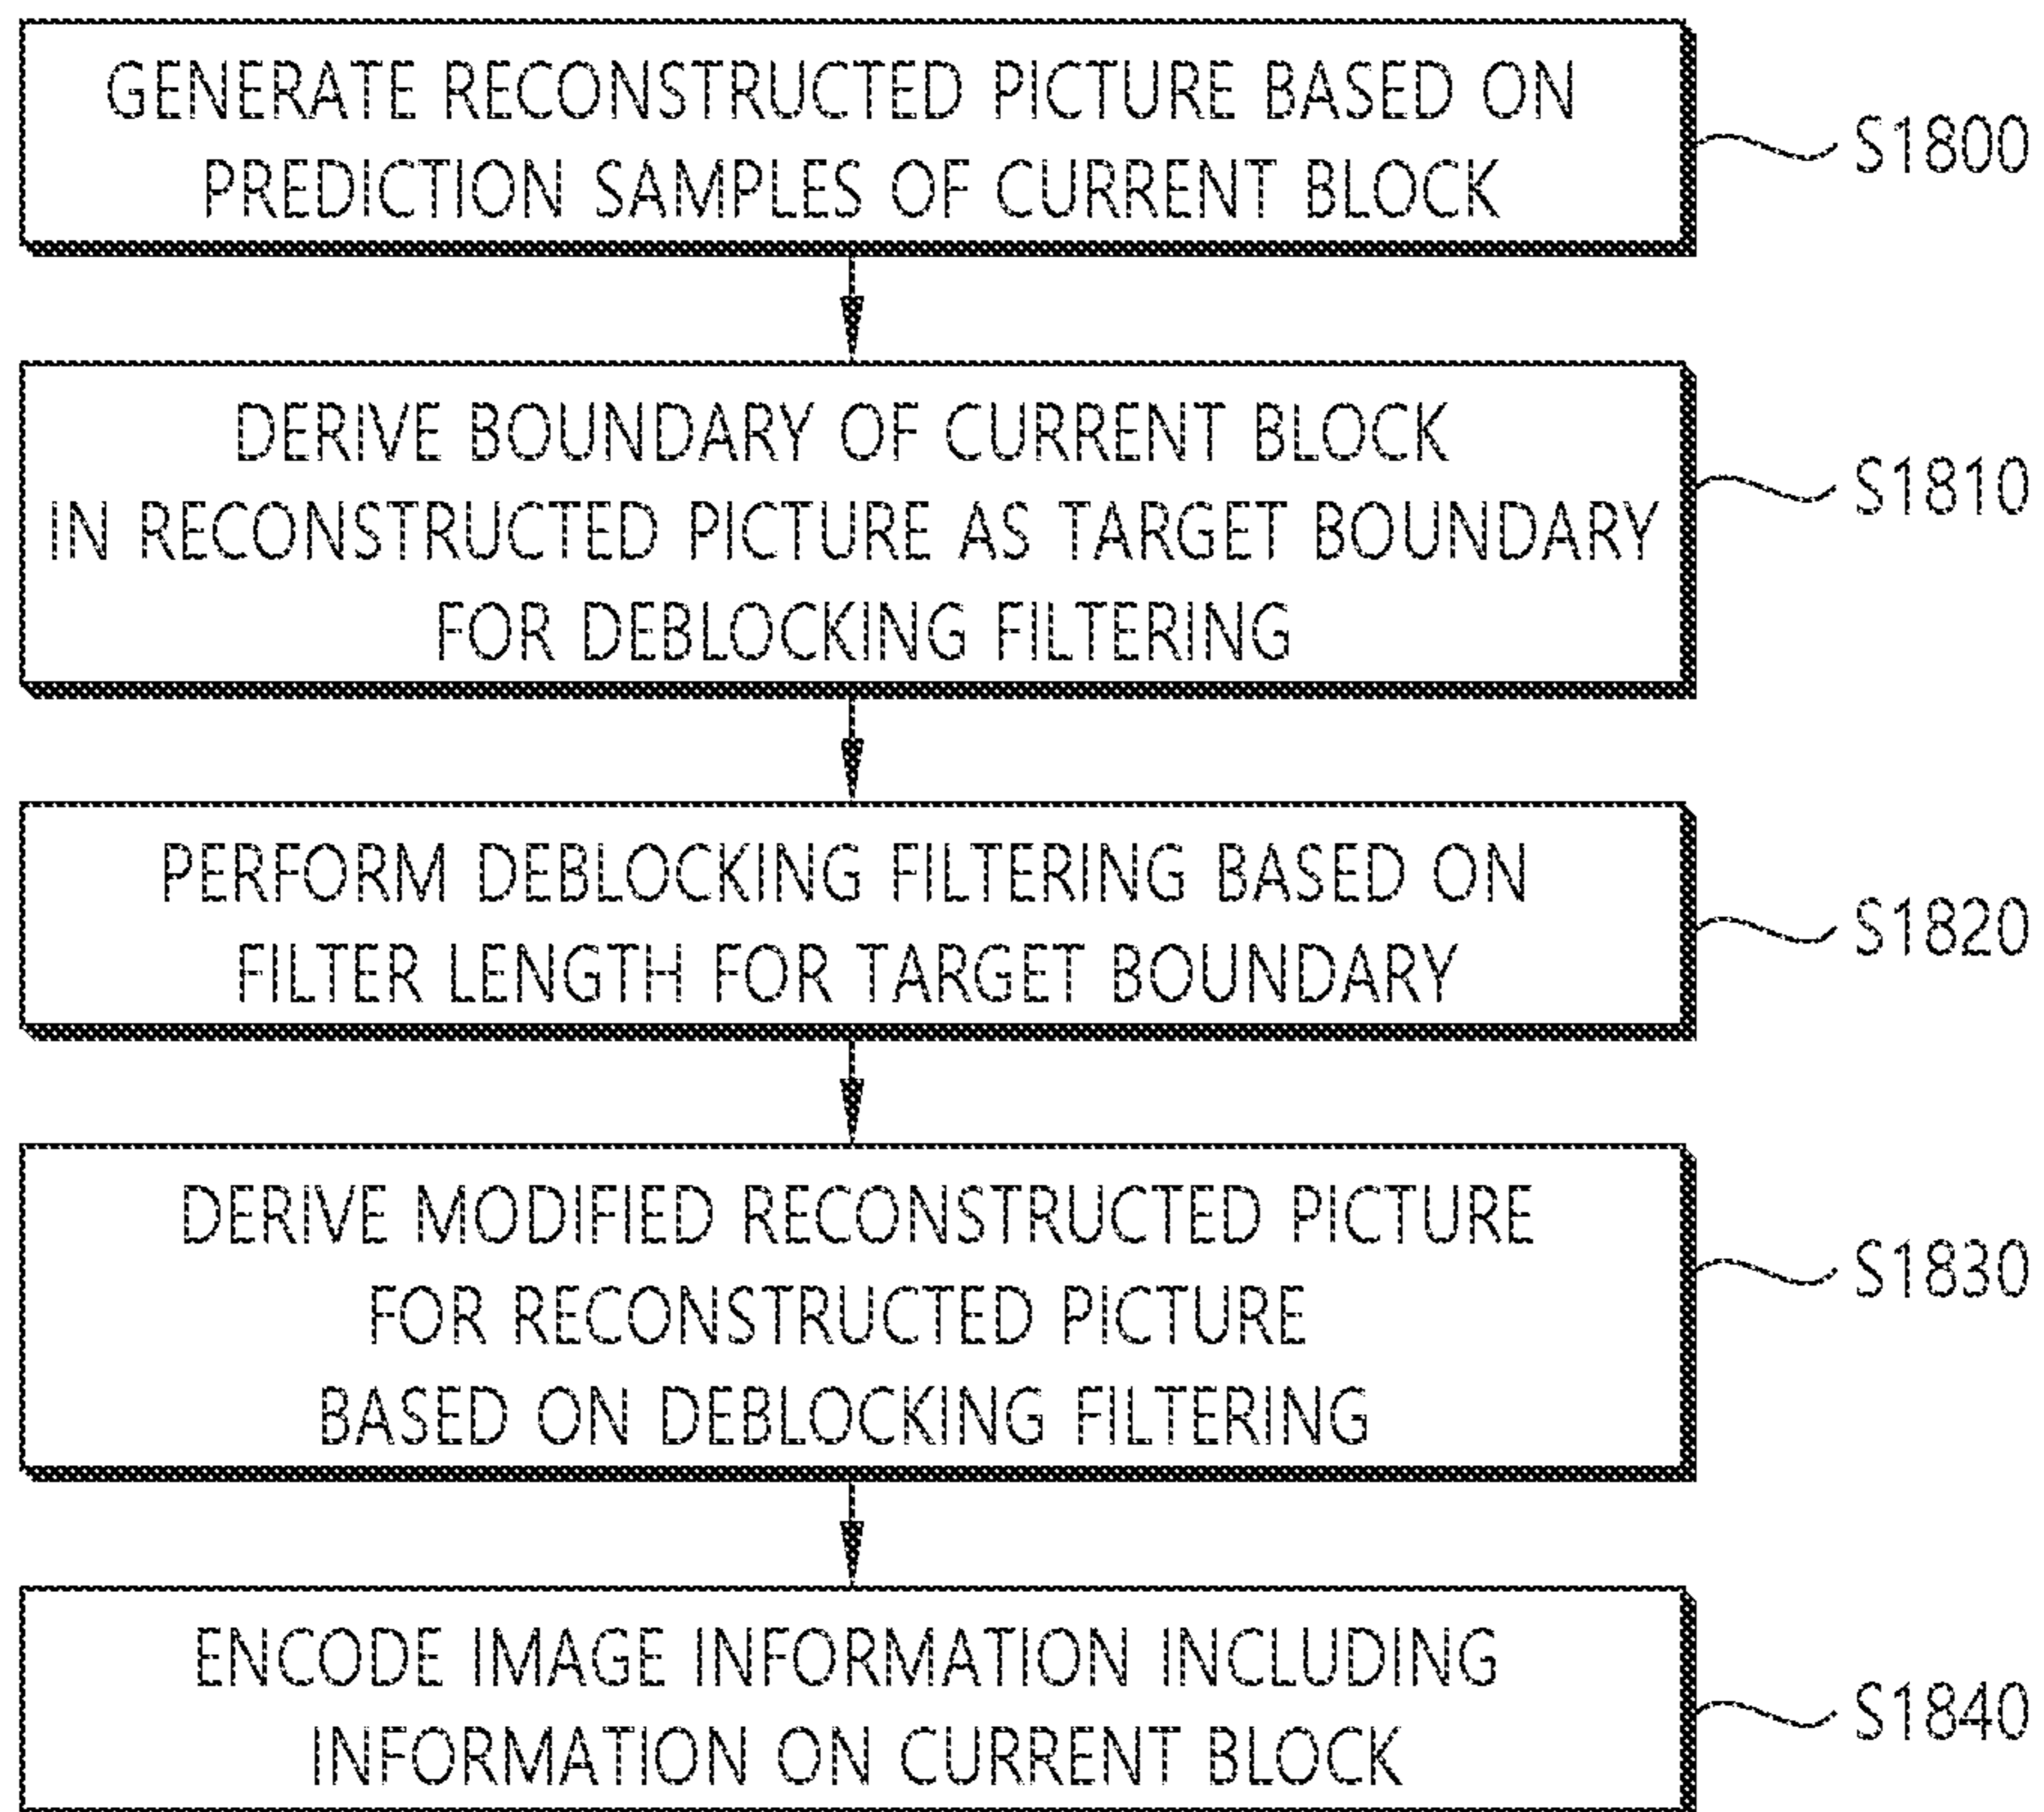 GENERATE RECONSTRUCTED PICTURE BASED ON
PREDICTION SAMPLES OF CURRENT BLOCK
S1800
DERIVE BOUNDARY OF CURRENT BLOCK
IN RECONSTRUCTED PICTURE AS TARGET BOUNDARY
FOR DEBLOCKING FILTERING
S1810
PERFORM DEBLOCKING FILTERING BASED ON
FILTER LENGTH FOR TARGET BOUNDARY
S1820
DERIVE MODIFIED RECONSTRUCTED PICTURE
FOR RECONSTRUCTED PICTURE
BASED ON DEBLOCKING FILTERING
S1830
ENCODE IMAGE INFORMATION INCLUDING
INFORMATION ON CURRENT BLOCK
S1840